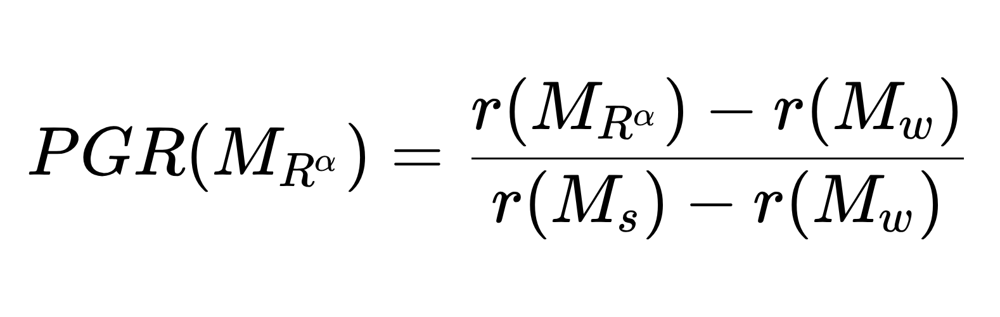 PGR(M_{R^α}) = \frac{r(M_{R^α}) − r(M_w)}{r(M_s) − r(M_w)}